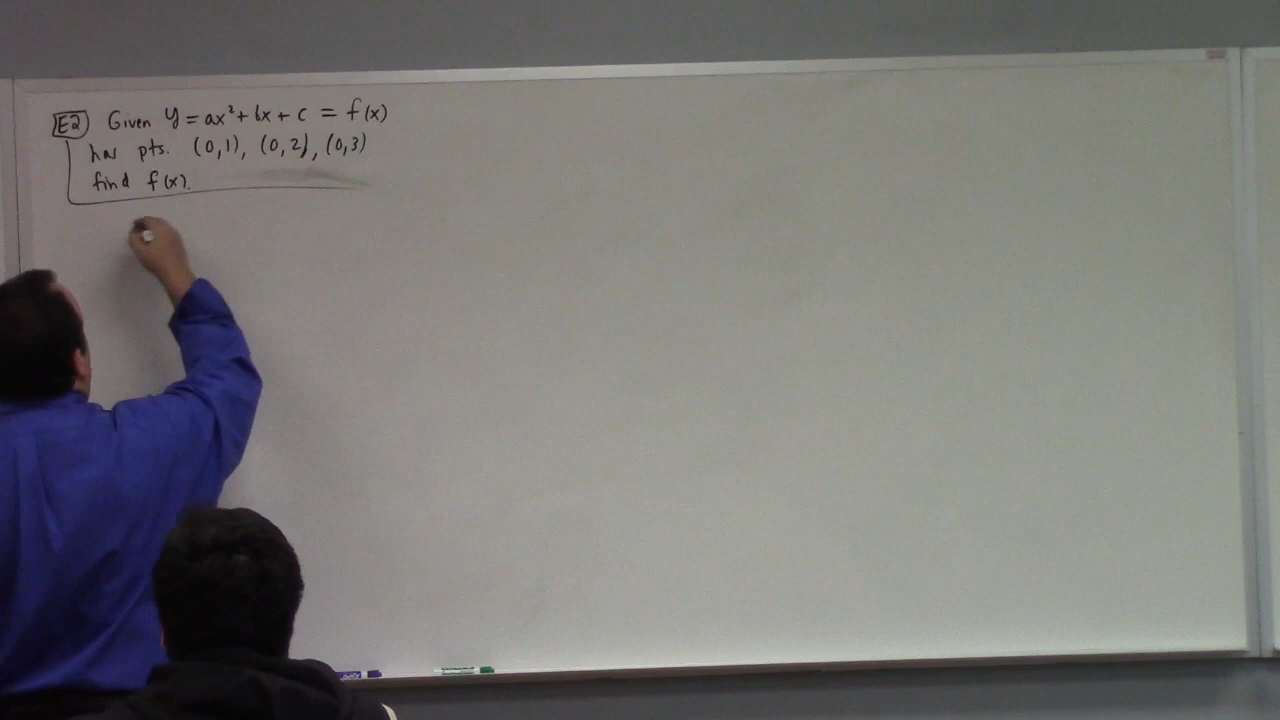 E2 Given y = ax² + bx + c = f(x)
has pts. (0,1), (0,2), (0,3)
find f(x).